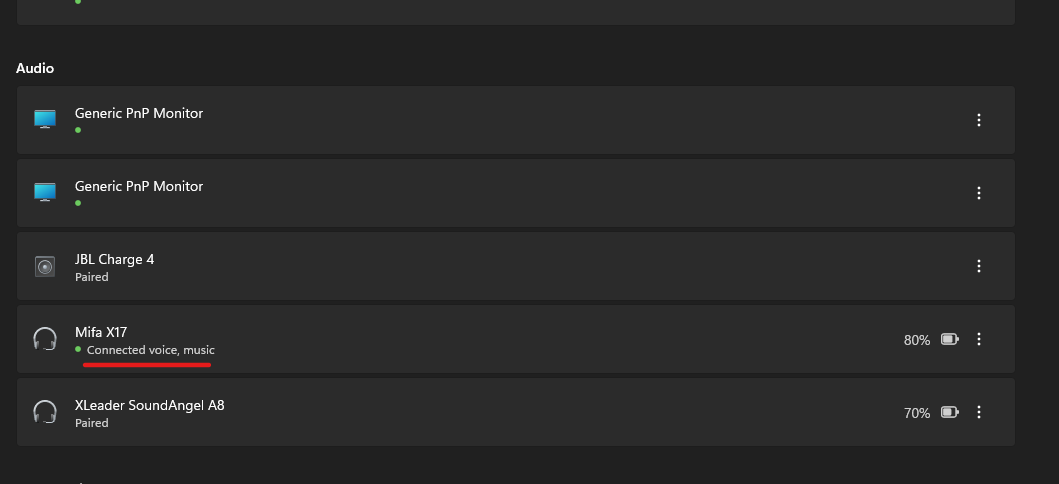 Audio
Generic PnP Monitor
Generic PnP Monitor
JBL Charge 4
Paired
Mifa X17
Connected voice, music
80%
XLeader SoundAngel A8
Paired
70%